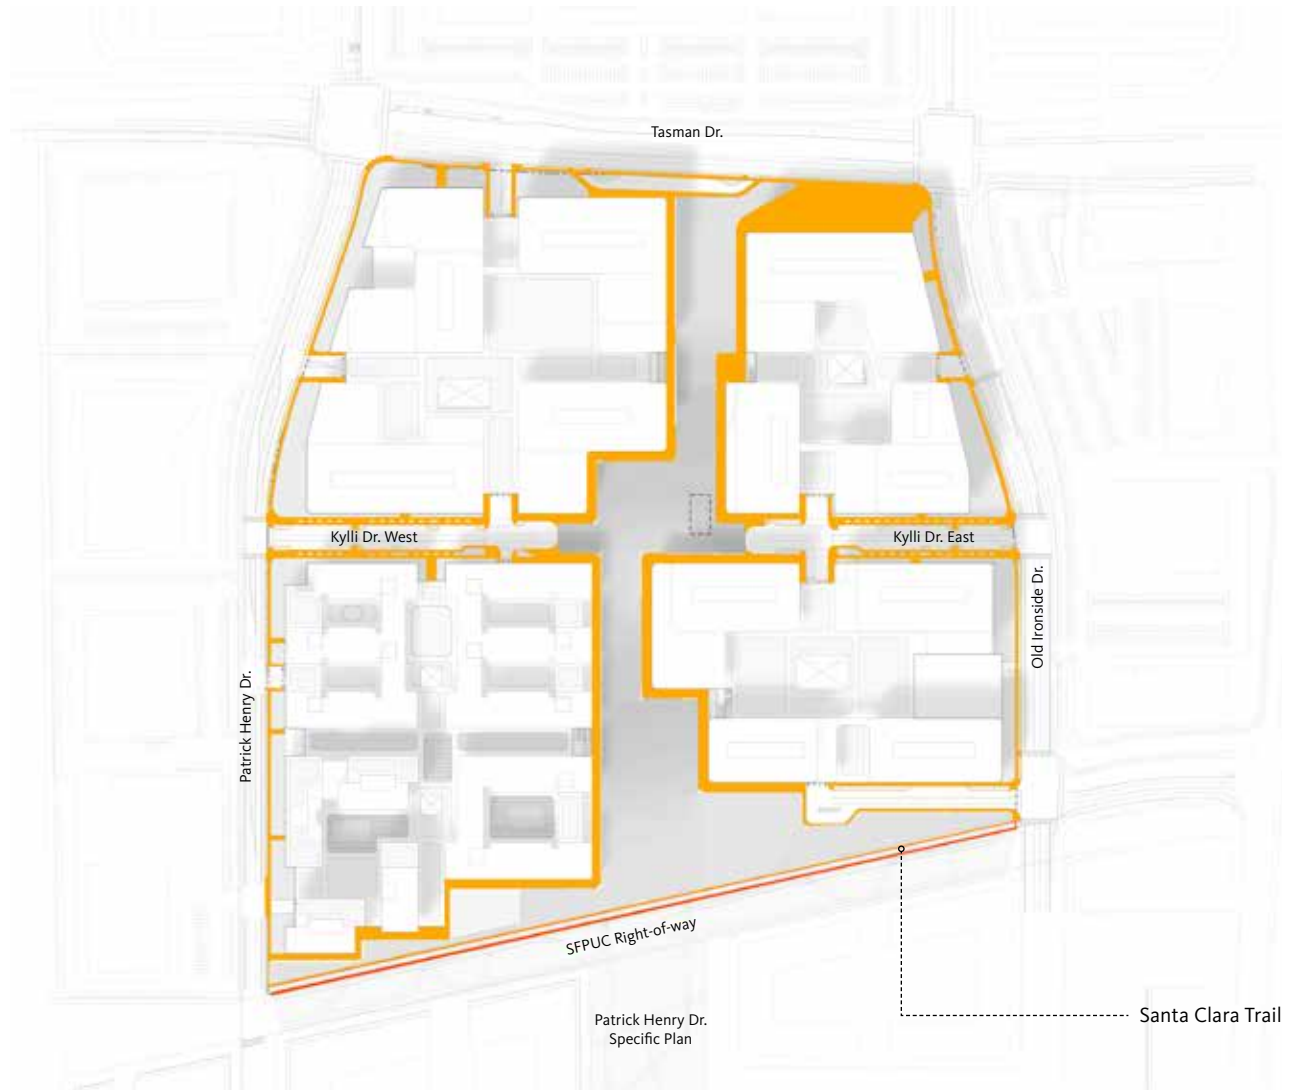 Tasman Dr.
Kylli Dr. West
Kylli Dr. East
Old Ironside Dr.
Patrick Henry Dr.
SFPUC Right-of-way
Santa Clara Trail
Patrick Henry Dr.
Specific Plan